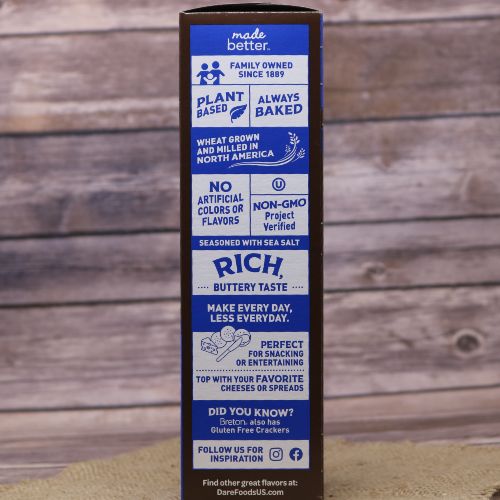 made
better.™
FAMILY OWNED
SINCE 1889
PLANT
BASED
ALWAYS
BAKED
WHEAT GROWN
AND MILLED IN
NORTH AMERICA
NO
ARTIFICIAL
COLORS OR
FLAVORS
U
NON-GMO
Project
Verified
SEASONED WITH SEA SALT
RICH,
BUTTERY TASTE
MAKE EVERY DAY,
LESS EVERYDAY.
PERFECT
FOR SNACKING
OR ENTERTAINING
TOP WITH YOUR FAVORITE
CHEESES OR SPREADS
DID YOU KNOW?
Breton® also has
Gluten Free Crackers
FOLLOW US FOR
INSPIRATION
Find other great flavors at:
DareFoodsUS.com